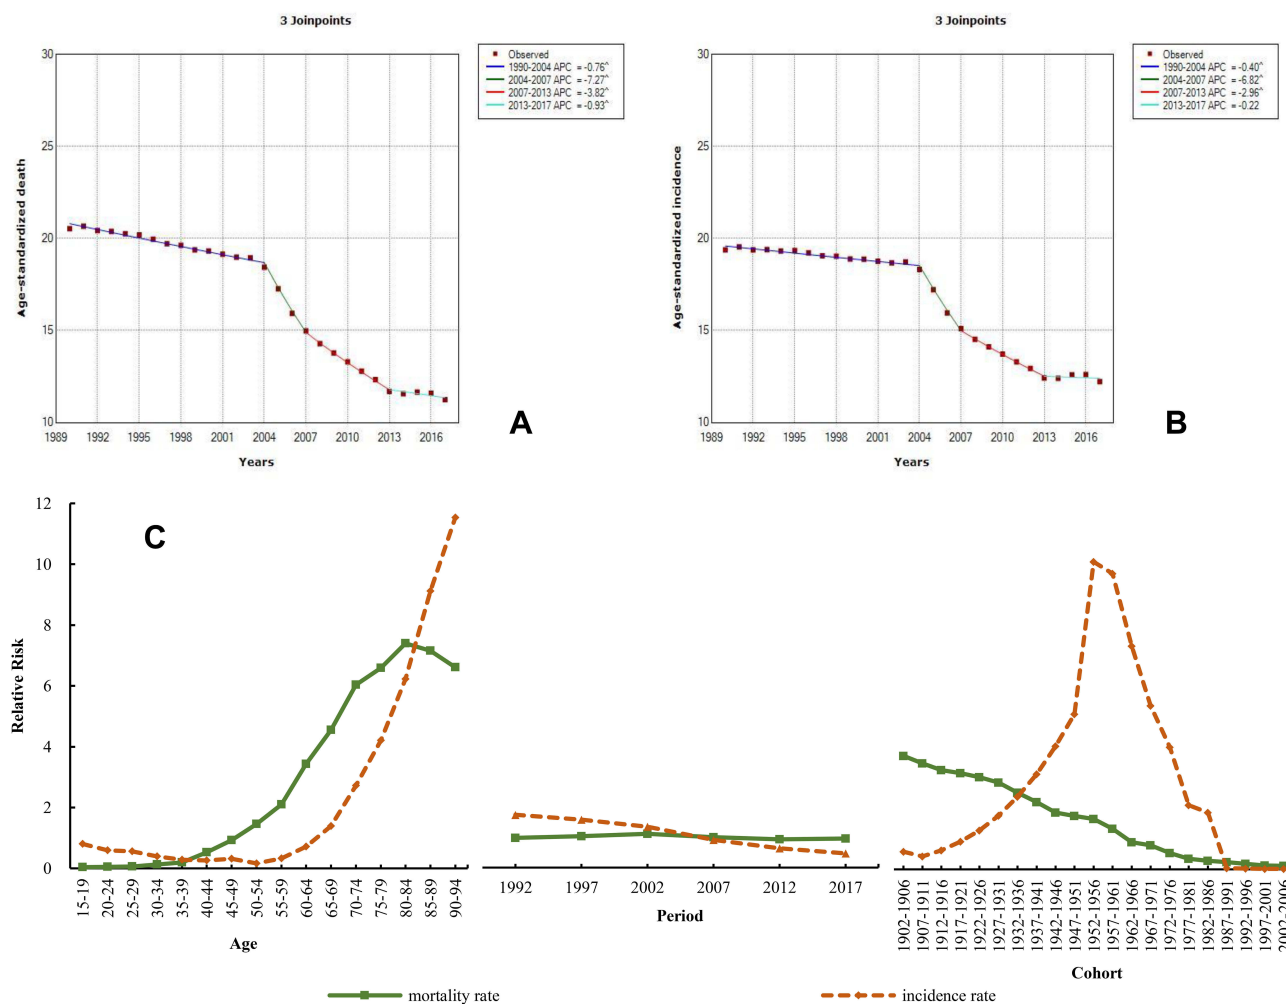 3 Joinpoints
30
25
20
15
10
Age-standardized death
1989 1992 1995 1998 2001 2004 2007 2010 2013 2016
Years
Observed
1990-2004 APC = -0.76^
2004-2007 APC = -7.27^
2007-2013 APC = -3.82^
2013-2017 APC = -0.93^
A
3 Joinpoints
30
25
20
15
10
Age-standardized incidence
1989 1992 1995 1998 2001 2004 2007 2010 2013 2016
Years
Observed
1990-2004 APC = -0.40^
2004-2007 APC = -6.82^
2007-2013 APC = -2.96^
2013-2017 APC = -0.22
B
C
12
10
8
6
4
2
0
Relative Risk
15-19 20-24 25-29 30-34 35-39 40-44 45-49 50-54 55-59 60-64 65-69 70-74 75-79 80-84 85-89 90-94
Age
1992 1997 2002 2007 2012 2017
Period
1902-1906 1907-1911 1912-1916 1917-1921 1922-1926 1927-1931 1932-1936 1937-1941 1942-1946 1947-1951 1952-1956 1957-1961 1962-1966 1967-1971 1972-1976 1977-1981 1982-1986 1987-1991 1992-1996 1997-2001 2002-2006
Cohort
mortality rate
incidence rate